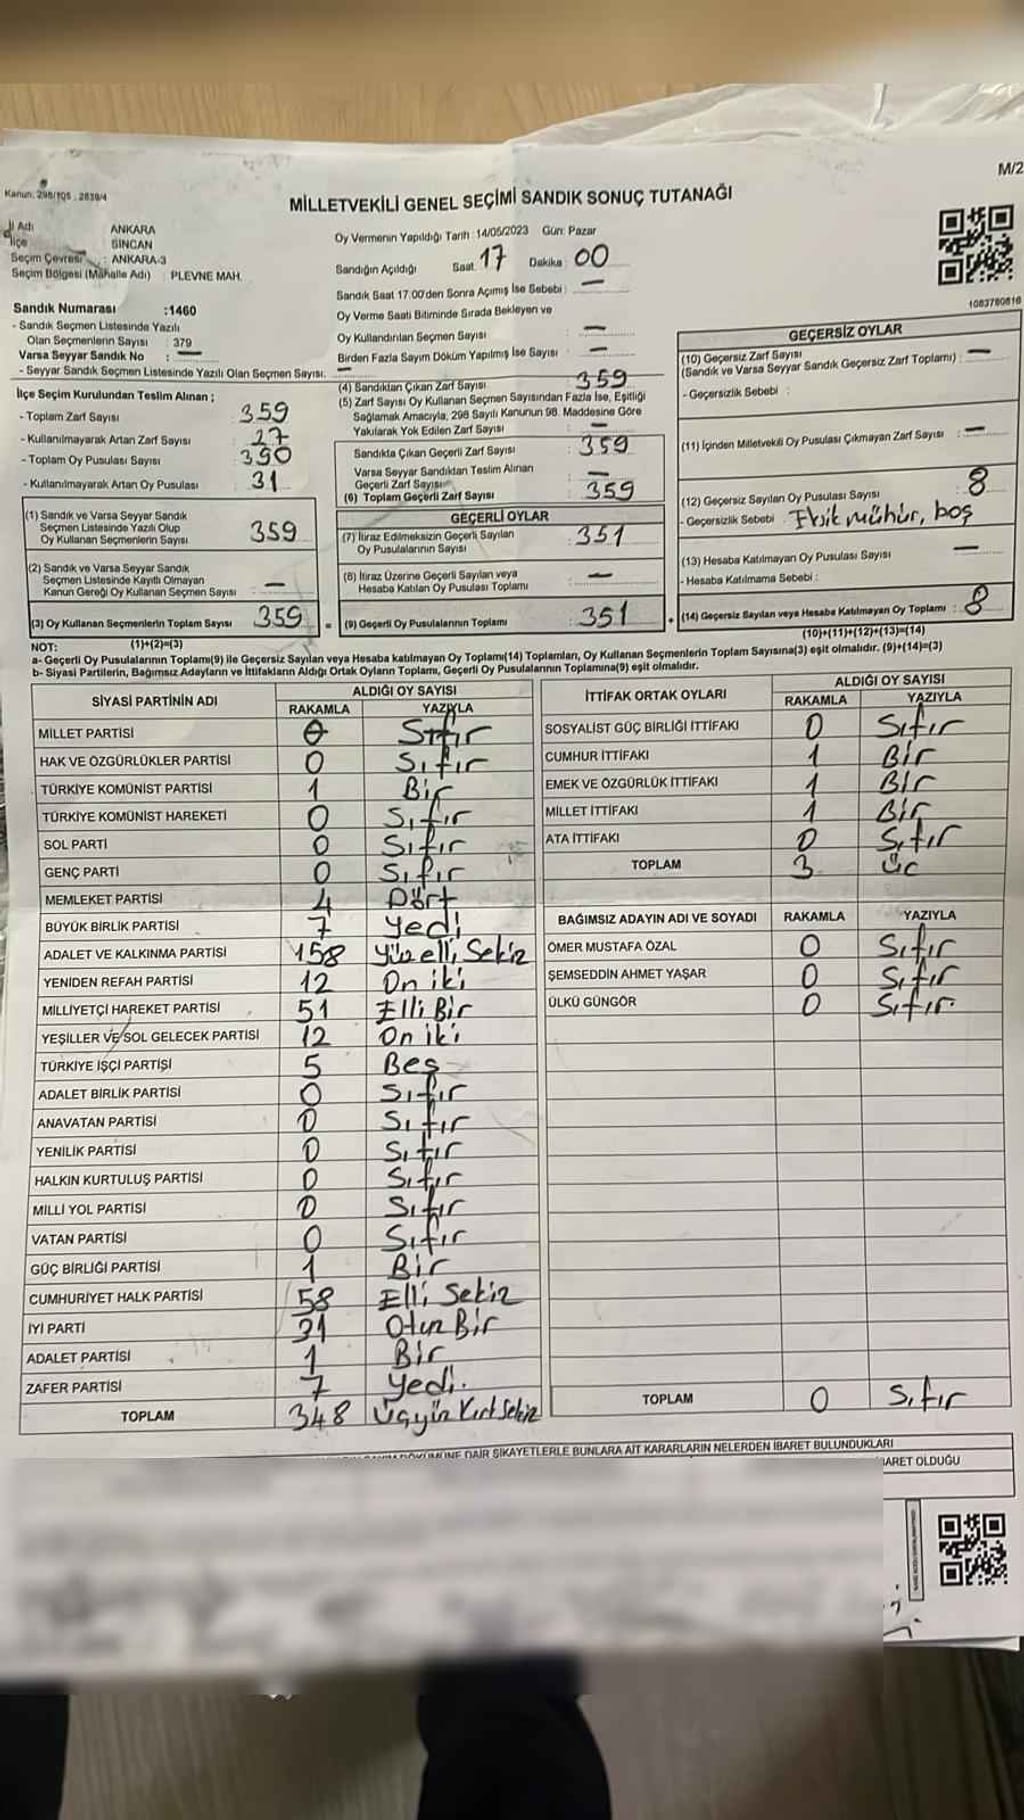 M/2
Kanun: 298/105 : 2839/4
MİLLETVEKİLİ GENEL SEÇİMİ SANDIK SONUÇ TUTANAĞI
İl Adı ANKARA
İlçe SİNCAN
Seçim Çevresi : ANKARA-3
Seçim Bölgesi (Mahalle Adı) : PLEVNE MAH.
Sandık Numarası :1460
- Sandık Seçmen Listesinde Yazılı
Olan Seçmenlerin Sayısı : 379
Varsa Seyyar Sandık No : —
- Seyyar Sandık Seçmen Listesinde Yazılı Olan Seçmen Sayısı. —
Oy Vermenin Yapıldığı Tarih : 14/05/2023 Gün: Pazar
Sandığın Açıldığı Saat 17 Dakika : 00
Sandık Saat 17:00'den Sonra Açımış İse Sebebi : —
Oy Verme Saati Bitiminde Sırada Bekleyen ve
Oy Kullandırılan Seçmen Sayısı : —
Birden Fazla Sayım Döküm Yapılmış İse Sayısı : —
1083780816
İlçe Seçim Kurulundan Teslim Alınan ;
- Toplam Zarf Sayısı 359
- Kullanılmayarak Artan Zarf Sayısı : 27
- Toplam Oy Pusulası Sayısı : 390
- Kullanılmayarak Artan Oy Pusulası : 31
(1) Sandık ve Varsa Seyyar Sandık
Seçmen Listesinde Yazılı Olup
Oy Kullanan Seçmenlerin Sayısı : 359
(2) Sandık ve Varsa Seyyar Sandık
Seçmen Listesinde Kayıtlı Olmayan
Kanun Gereği Oy Kullanan Seçmen Sayısı : —
(3) Oy Kullanan Seçmenlerin Toplam Sayısı : 359
(1)+(2)=(3)
(4) Sandıktan Çıkan Zarf Sayısı 359
(5) Zarf Sayısı Oy Kullanan Seçmen Sayısından Fazla İse, Eşitliği
Sağlamak Amacıyla, 298 Sayılı Kanunun 98. Maddesine Göre
Yakılarak Yok Edilen Zarf Sayısı : —
Sandıkta Çıkan Geçerli Zarf Sayısı : 359
Varsa Seyyar Sandıktan Teslim Alınan
Geçerli Zarf Sayısı : —
(6) Toplam Geçerli Zarf Sayısı : 359
GEÇERLİ OYLAR
(7) İtiraz Edilmeksizin Geçerli Sayılan
Oy Pusulalarının Sayısı : 351
(8) İtiraz Üzerine Geçerli Sayılan veya
Hesaba Katılan Oy Pusulası Toplamı : —
(9) Geçerli Oy Pusulalarının Toplamı : 351
GEÇERSİZ OYLAR
(10) Geçersiz Zarf Sayısı
(Sandık ve Varsa Seyyar Sandık Geçersiz Zarf Toplamı) : —
- Geçersizlik Sebebi :
(11) İçinden Milletvekili Oy Pusulası Çıkmayan Zarf Sayısı : —
(12) Geçersiz Sayılan Oy Pusulası Sayısı : 8
- Geçersizlik Sebebi : Eksik mühür, boş
(13) Hesaba Katılmayan Oy Pusulası Sayısı —
- Hesaba Katılmama Sebebi :
(14) Geçersiz Sayılan veya Hesaba Katılmayan Oy Toplamı : 8
(10)+(11)+(12)+(13)=(14)
NOT:
a- Geçerli Oy Pusulalarının Toplamı(9) ile Geçersiz Sayılan veya Hesaba katılmayan Oy Toplamı(14) Toplamları, Oy Kullanan Seçmenlerin Toplam Sayısına(3) eşit olmalıdır. (9)+(14)=(3)
b- Siyasi Partilerin, Bağımsız Adayların ve İttifakların Aldığı Ortak Oyların Toplamı, Geçerli Oy Pusulalarının Toplamına(9) eşit olmalıdır.
SİYASİ PARTİNİN ADI ALDIĞI OY SAYISI
RAKAMLA YAZIYLA
MİLLET PARTİSİ 0 Sıfır
HAK VE ÖZGÜRLÜKLER PARTİSİ 0 Sıfır
TÜRKİYE KOMÜNİST PARTİSİ 1 Bir
TÜRKİYE KOMÜNİST HAREKETİ 0 Sıfır
SOL PARTİ 0 Sıfır
GENÇ PARTİ 0 Sıfır
MEMLEKET PARTİSİ 4 Dört
BÜYÜK BİRLİK PARTİSİ 7 Yedi
ADALET VE KALKINMA PARTİSİ 158 Yüz elli Sekiz
YENİDEN REFAH PARTİSİ 12 On iki
MİLLİYETÇİ HAREKET PARTİSİ 51 Elli Bir
YEŞİLLER VE SOL GELECEK PARTİSİ 12 On iki
TÜRKİYE İŞÇİ PARTİSİ 5 Beş
ADALET BİRLİK PARTİSİ 0 Sıfır
ANAVATAN PARTİSİ 0 Sıfır
YENİLİK PARTİSİ 0 Sıfır
HALKIN KURTULUŞ PARTİSİ 0 Sıfır
MİLLİ YOL PARTİSİ 0 Sıfır
VATAN PARTİSİ 0 Sıfır
GÜÇ BİRLİĞİ PARTİSİ 1 Bir
CUMHURİYET HALK PARTİSİ 58 Elli Sekiz
İYİ PARTİ 31 Otuz Bir
ADALET PARTİSİ 1 Bir
ZAFER PARTİSİ 7 Yedi.
TOPLAM 348 Üçyüz Kırk Sekiz
İTTİFAK ORTAK OYLARI ALDIĞI OY SAYISI
RAKAMLA YAZIYLA
SOSYALİST GÜÇ BİRLİĞİ İTTİFAKI 0 Sıfır
CUMHUR İTTİFAKI 1 Bir
EMEK VE ÖZGÜRLÜK İTTİFAKI 1 Bir
MİLLET İTTİFAKI 1 Bir
ATA İTTİFAKI 0 Sıfır
TOPLAM 3 Üç
BAĞIMSIZ ADAYIN ADI VE SOYADI RAKAMLA YAZIYLA
ÖMER MUSTAFA ÖZAL 0 Sıfır
ŞEMSEDDİN AHMET YAŞAR 0 Sıfır
ÜLKÜ GÜNGÖR 0 Sıfır.
TOPLAM 0 Sıfır
DÖKÜMÜNE DAİR ŞİKAYETLERLE BUNLARA AİT KARARLARIN NELERDEN İBARET BULUNDUKLARI
İBARET OLDUĞU